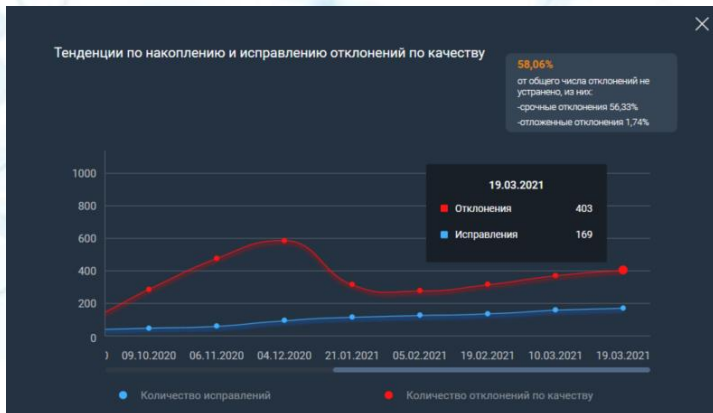 Тенденции по накоплению и исправлению отклонений по качеству
58,06%
от общего числа отклонений не
устранено, из них:
-срочные отклонения 56,33%
-отложенные отклонения 1,74%
1000
800
600
400
200
0
19.03.2021
Отклонения 403
Исправления 169
09.10.2020 06.11.2020 04.12.2020 21.01.2021 05.02.2021 19.02.2021 10.03.2021 19.03.2021
Количество исправлений Количество отклонений по качеству